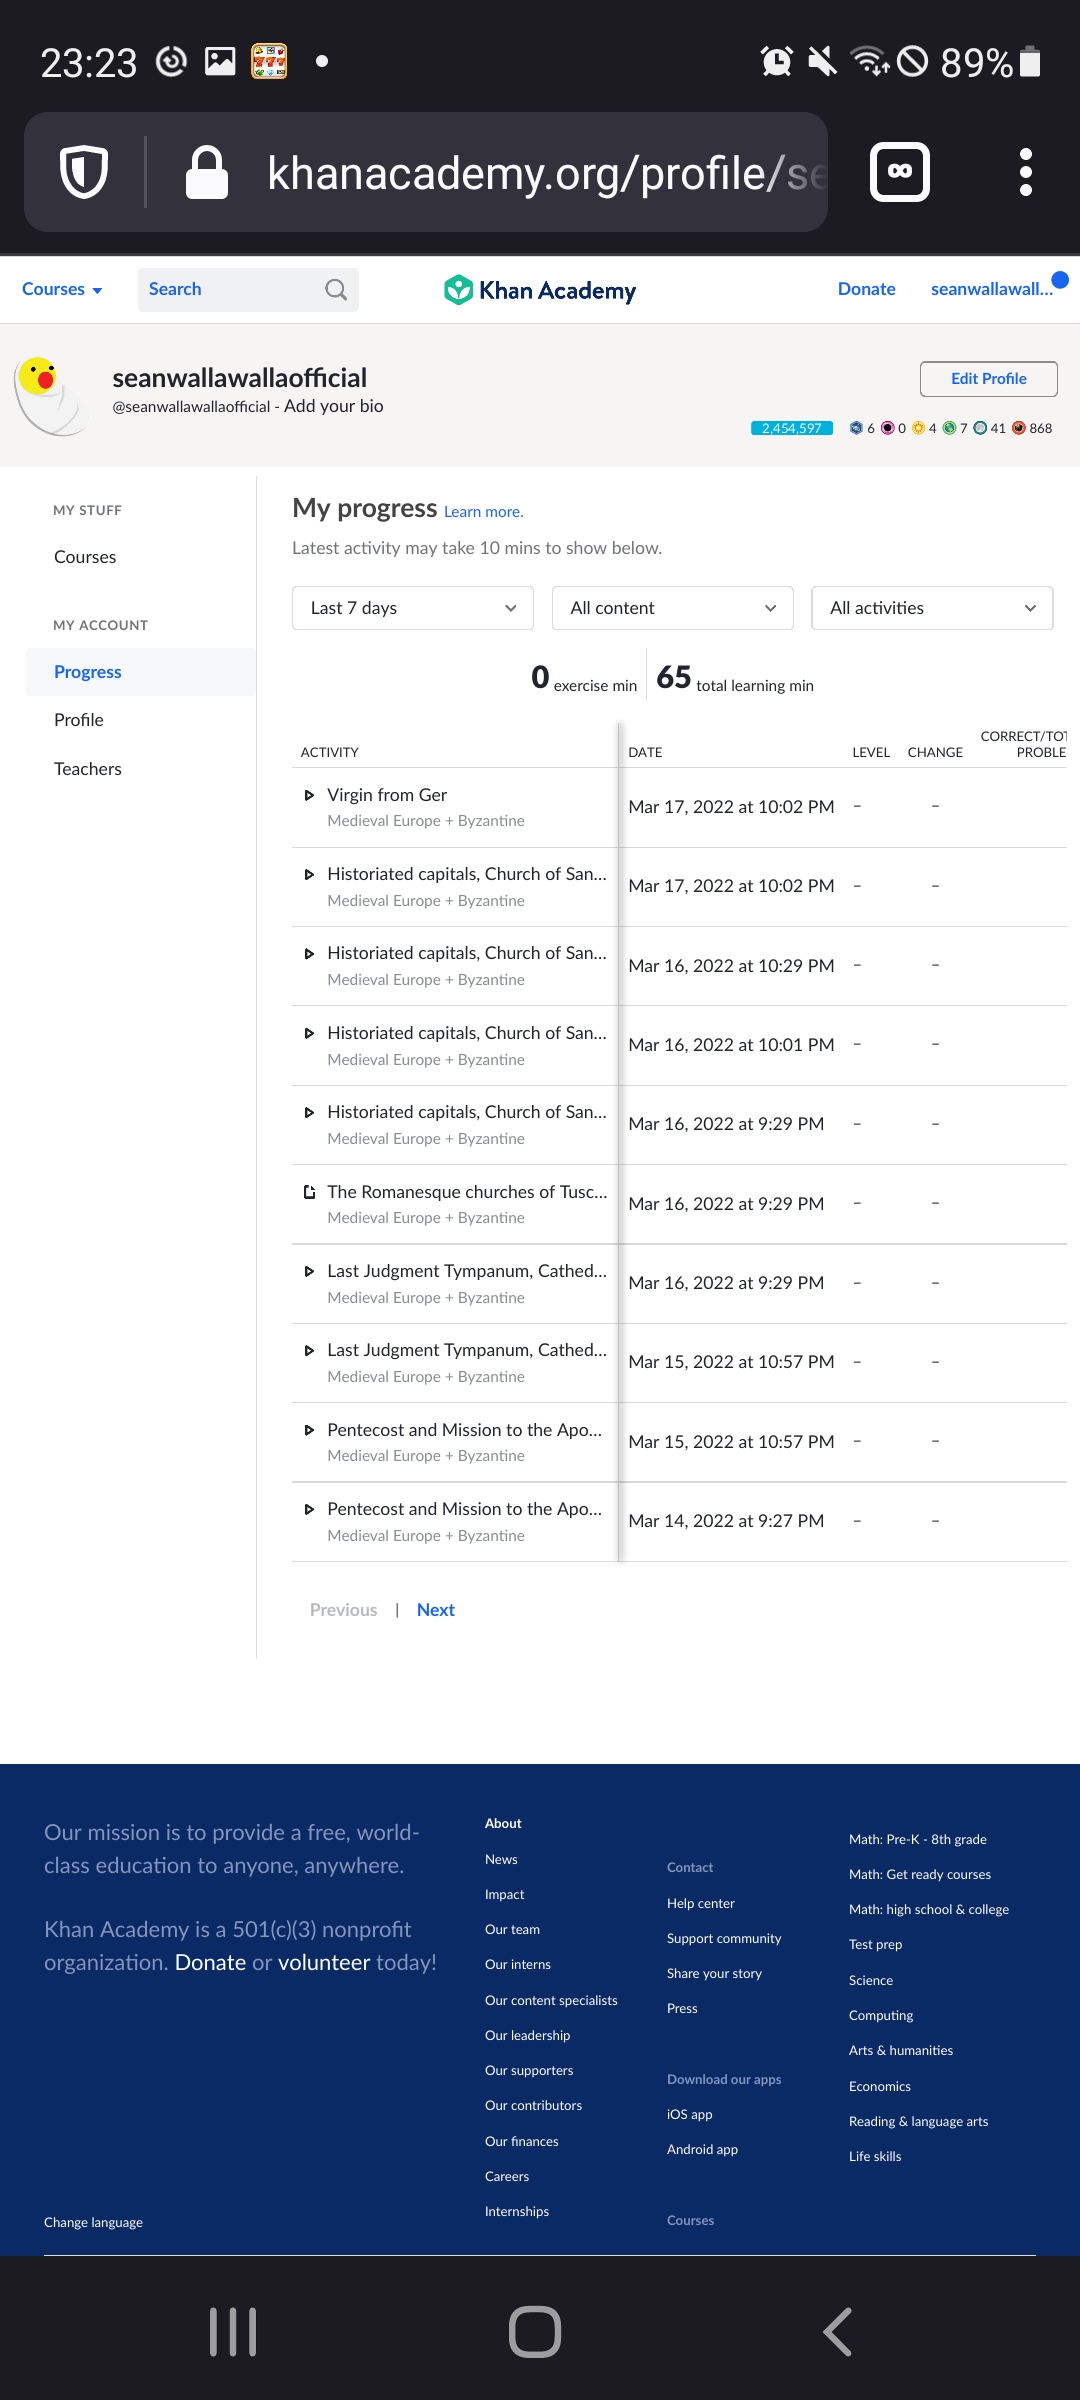 23:23
89%
khanacademy.org/profile/se
Courses
Search
Khan Academy
Donate
seanwallawall...
seanwallawallaofficial
@seanwallawallaofficial - Add your bio
Edit Profile
2,454,597 6 0 4 7 41 868
MY STUFF
Courses
MY ACCOUNT
Progress
Profile
Teachers
My progress Learn more.
Latest activity may take 10 mins to show below.
Last 7 days
All content
All activities
0 exercise min
65 total learning min
ACTIVITY DATE LEVEL CHANGE CORRECT/TOT
PROBLE
Virgin from Ger
Medieval Europe + Byzantine
Mar 17, 2022 at 10:02 PM – –
Historiated capitals, Church of San...
Medieval Europe + Byzantine
Mar 17, 2022 at 10:02 PM – –
Historiated capitals, Church of San...
Medieval Europe + Byzantine
Mar 16, 2022 at 10:29 PM – –
Historiated capitals, Church of San...
Medieval Europe + Byzantine
Mar 16, 2022 at 10:01 PM – –
Historiated capitals, Church of San...
Medieval Europe + Byzantine
Mar 16, 2022 at 9:29 PM – –
The Romanesque churches of Tusc...
Medieval Europe + Byzantine
Mar 16, 2022 at 9:29 PM – –
Last Judgment Tympanum, Cathed...
Medieval Europe + Byzantine
Mar 16, 2022 at 9:29 PM – –
Last Judgment Tympanum, Cathed...
Medieval Europe + Byzantine
Mar 15, 2022 at 10:57 PM – –
Pentecost and Mission to the Apo...
Medieval Europe + Byzantine
Mar 15, 2022 at 10:57 PM – –
Pentecost and Mission to the Apo...
Medieval Europe + Byzantine
Mar 14, 2022 at 9:27 PM – –
Previous | Next
Our mission is to provide a free, world-
class education to anyone, anywhere.
Khan Academy is a 501(c)(3) nonprofit
organization. Donate or volunteer today!
Change language
About
News
Impact
Our team
Our interns
Our content specialists
Our leadership
Our supporters
Our contributors
Our finances
Careers
Internships
Contact
Help center
Support community
Share your story
Press
Download our apps
iOS app
Android app
Courses
Math: Pre-K - 8th grade
Math: Get ready courses
Math: high school & college
Test prep
Science
Computing
Arts & humanities
Economics
Reading & language arts
Life skills